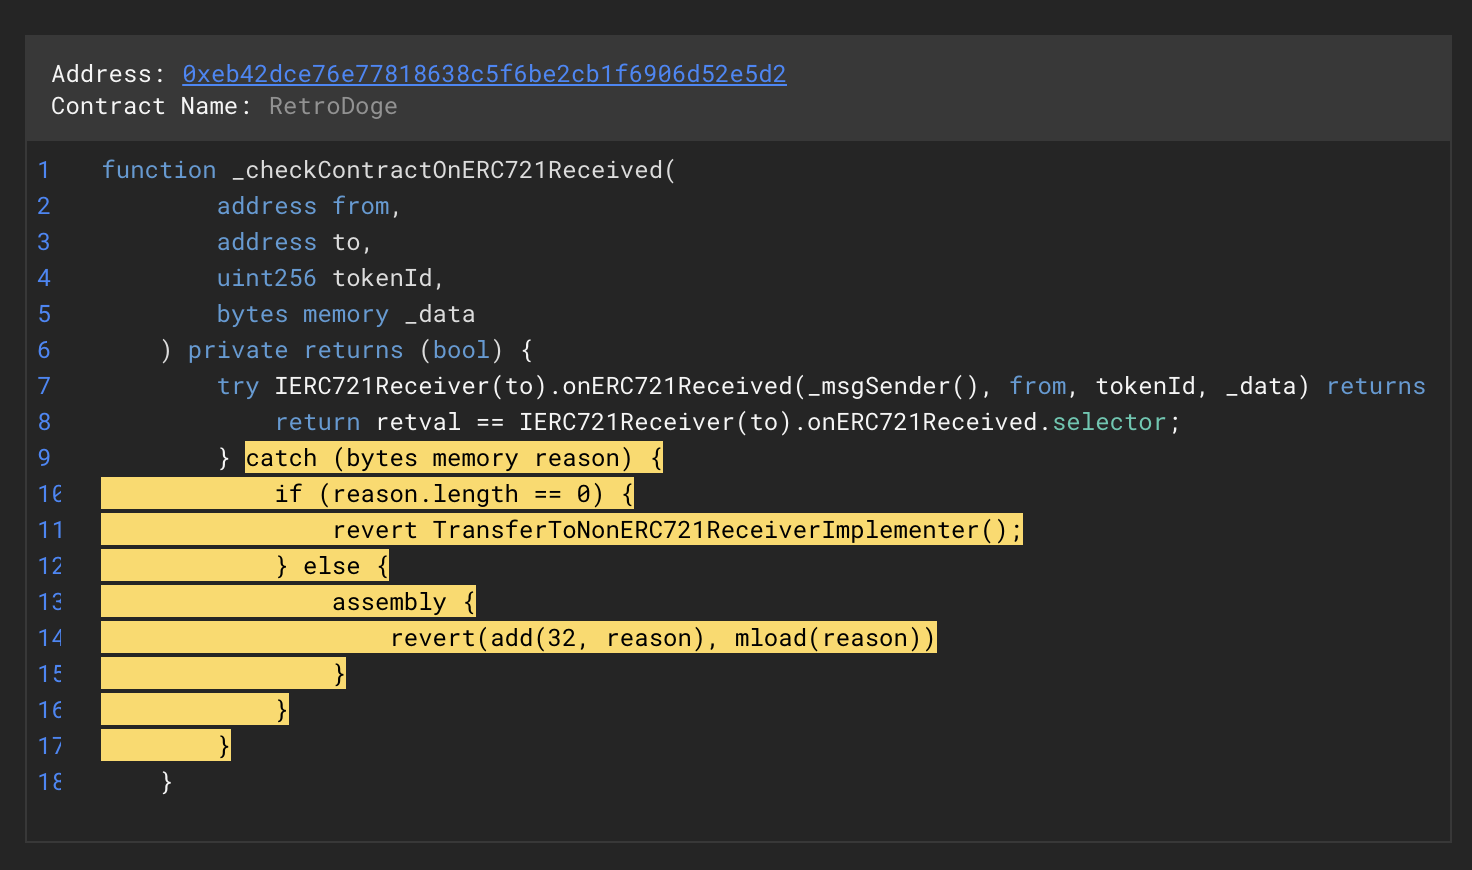 Address: 0xeb42dce76e77818638c5f6be2cb1f6906d52e5d2
Contract Name: RetroDoge
1 function _checkContractOnERC721Received(
2 address from,
3 address to,
4 uint256 tokenId,
5 bytes memory _data
6 ) private returns (bool) {
7 try IERC721Receiver(to).onERC721Received(_msgSender(), from, tokenId, _data) returns
8 return retval == IERC721Receiver(to).onERC721Received.selector;
9 } catch (bytes memory reason) {
10 if (reason.length == 0) {
11 revert TransferToNonERC721ReceiverImplementer();
12 } else {
13 assembly {
14 revert(add(32, reason), mload(reason))
15 }
16 }
17 }
18 }